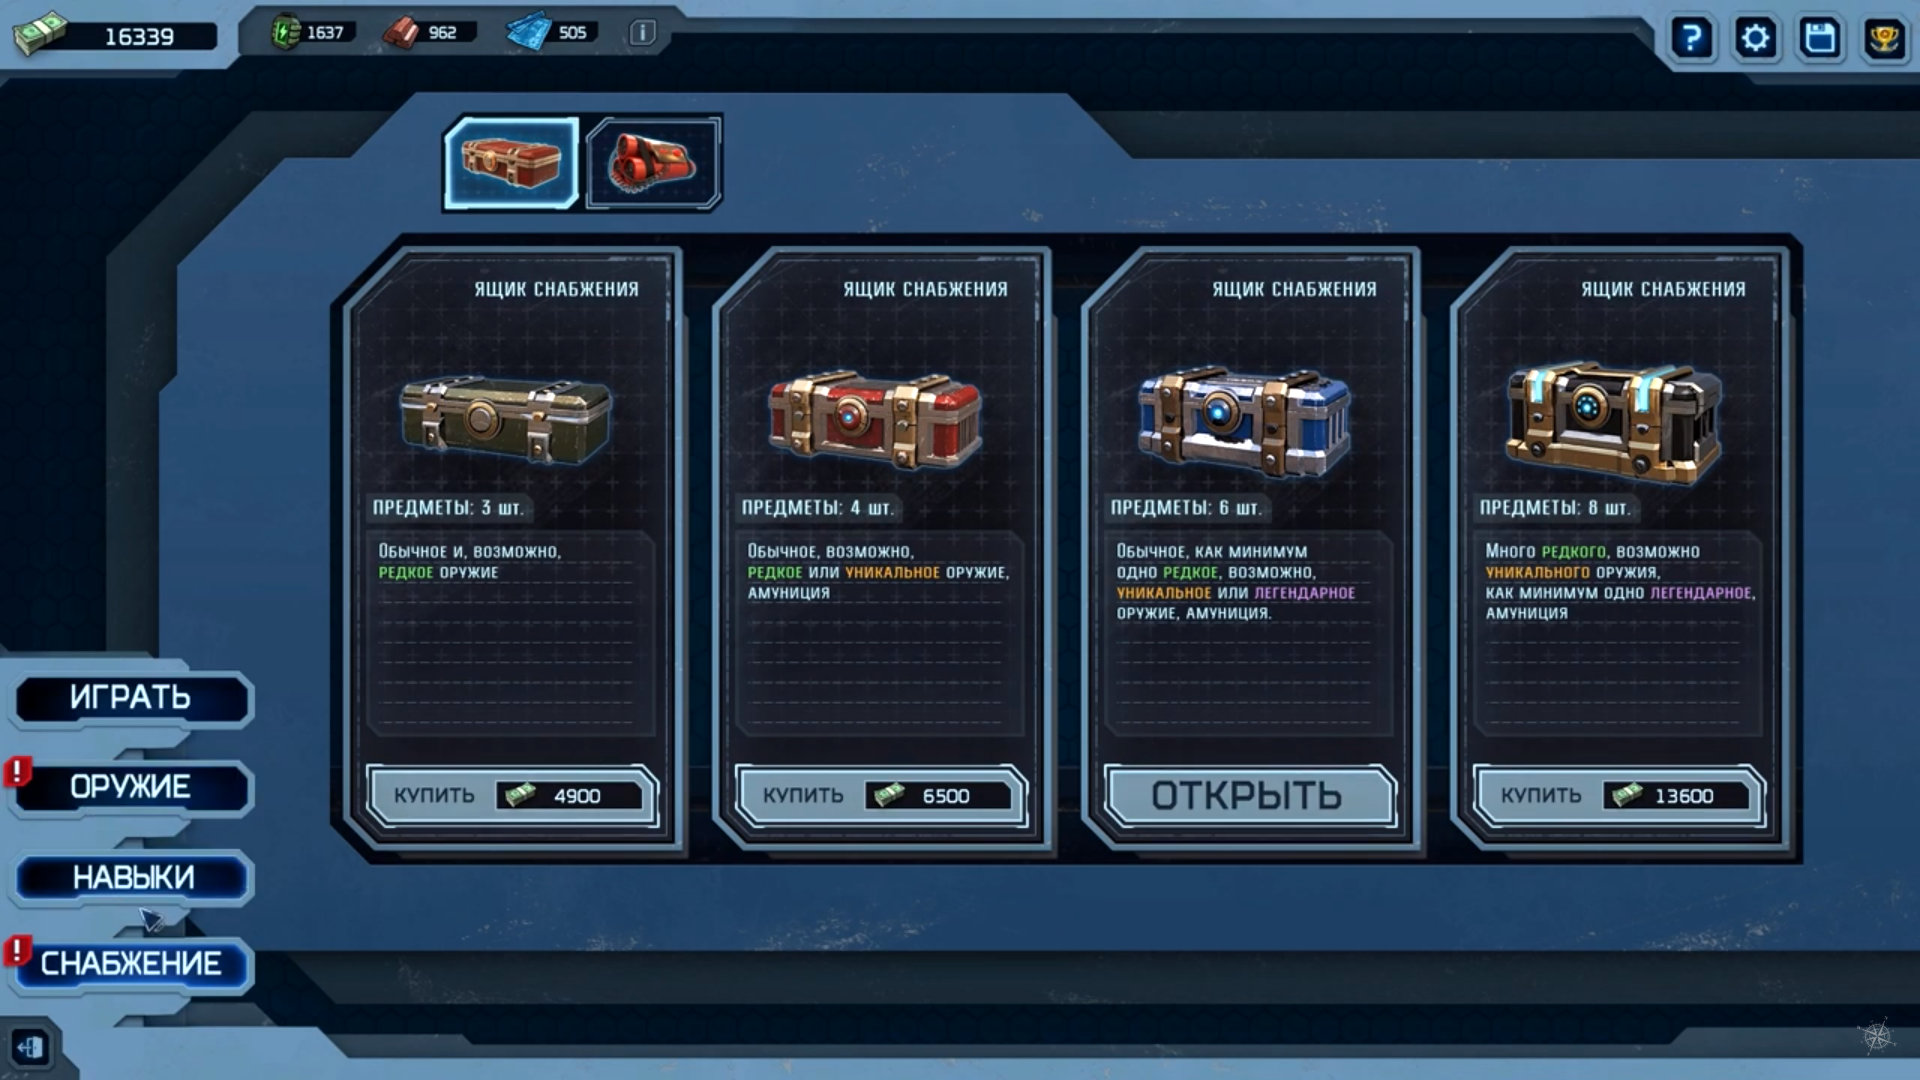 16339
1637
962
505
ЯЩИК СНАБЖЕНИЯ
ПРЕДМЕТЫ: 3 шт.
Обычное и, возможно,
редкое оружие
КУПИТЬ 4900
ЯЩИК СНАБЖЕНИЯ
ПРЕДМЕТЫ: 4 шт.
Обычное, возможно,
редкое или уникальное оружие,
амуниция
КУПИТЬ 6500
ЯЩИК СНАБЖЕНИЯ
ПРЕДМЕТЫ: 6 шт.
Обычное, как минимум
одно редкое, возможно,
уникальное или легендарное
оружие, амуниция.
ОТКРЫТЬ
ЯЩИК СНАБЖЕНИЯ
ПРЕДМЕТЫ: 8 шт.
Много редкого, возможно
уникального оружия,
как минимум одно легендарное,
амуниция
КУПИТЬ 13600
ИГРАТЬ
! ОРУЖИЕ
НАВЫКИ
! СНАБЖЕНИЕ